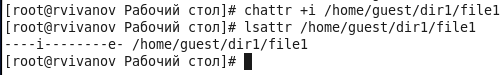 [root@rvivanov Рабочий стол]# chattr +i /home/guest/dir1/file1
[root@rvivanov Рабочий стол]# lsattr /home/guest/dir1/file1
----i--------e- /home/guest/dir1/file1
[root@rvivanov Рабочий стол]#